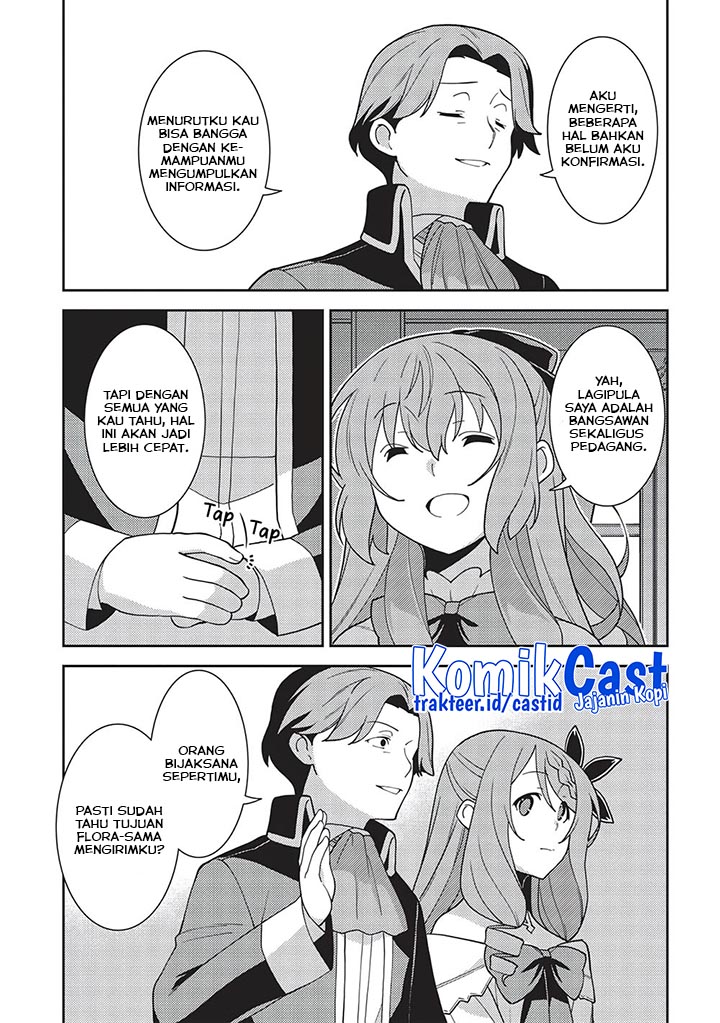 AKU
MENGERTI,
BEBERAPA
HAL BAHKAN
BELUM AKU
KONFIRMASI.
MENURUTKU KAU
BISA BANGGA
DENGAN KE-
MAMPUANMU
MENGUMPULKAN
INFORMASI.
YAH,
LAGIPULA
SAYA ADALAH
BANGSAWAN
SEKALIGUS
PEDAGANG.
TAPI DENGAN
SEMUA YANG
KAU TAHU, HAL
INI AKAN JADI
LEBIH CEPAT.
Tap
Tap
KomikCast
trakteer.id/castid
Jajanin Kopi
ORANG
BIJAKSANA
SEPERTIMU,
PASTI SUDAH
TAHU TUJUAN
FLORA-SAMA
MENGIRIMKU?